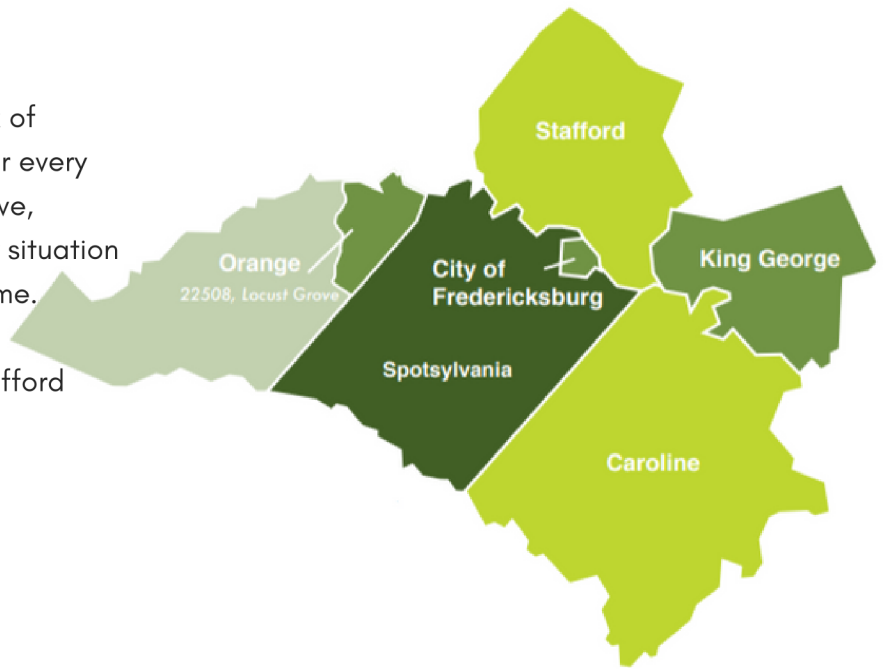 of
r every
ve,
situation
me.
fford
Stafford
Orange
22508, Locust Grove
City of
Fredericksburg
King George
Spotsylvania
Caroline